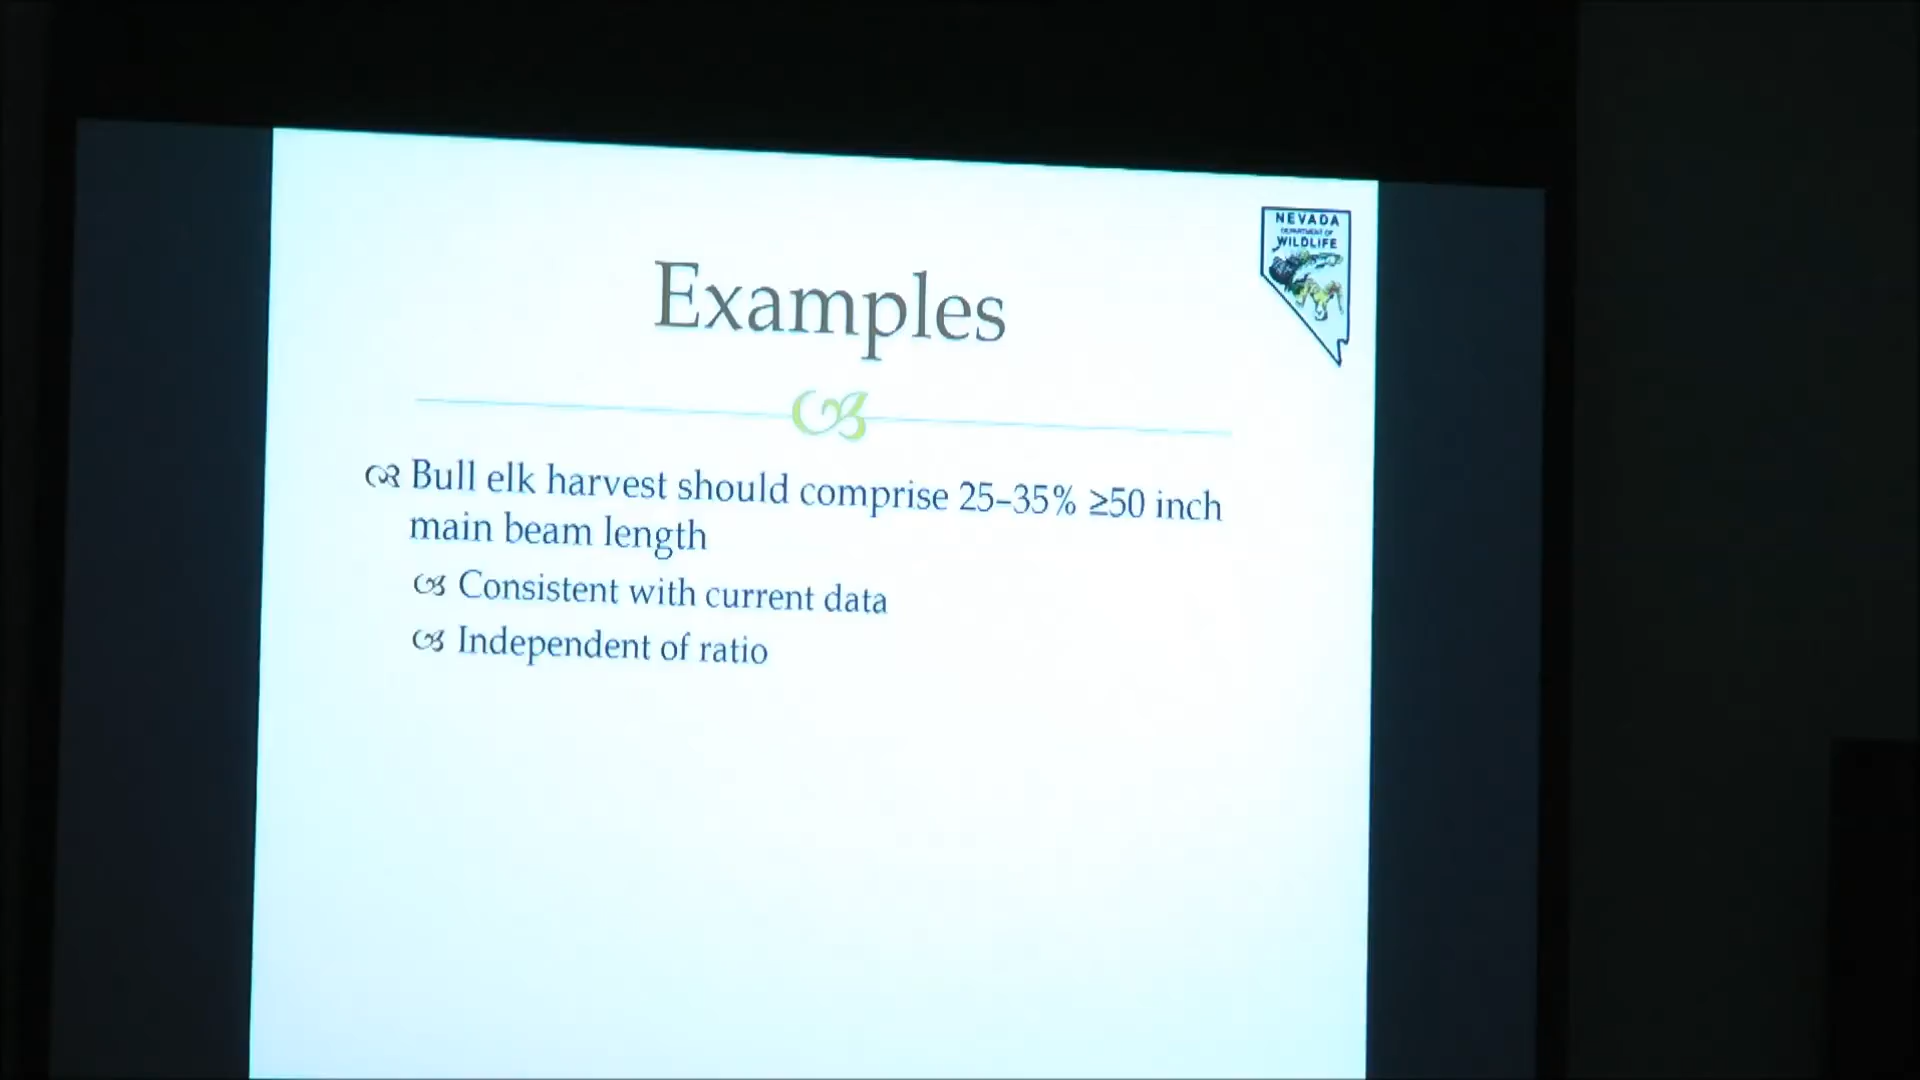 NEVADA
DEPARTMENT OF
WILDLIFE
Examples
Bull elk harvest should comprise 25–35% ≥50 inch
main beam length
Consistent with current data
Independent of ratio